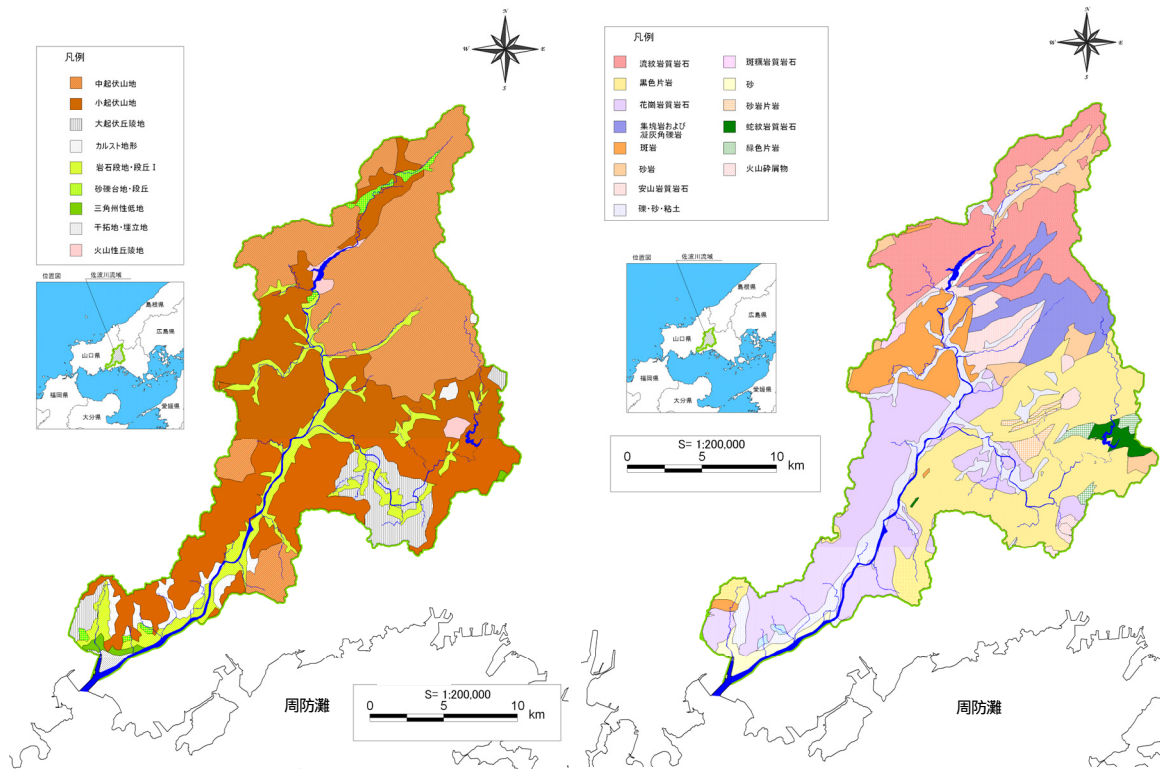 N
W
E
S
凡例
中起伏山地
小起伏山地
大起伏丘陵地
カルスト地形
岩石段地・段丘Ⅰ
砂礫台地・段丘
三角州性低地
干拓地・埋立地
火山性丘陵地
位置図
佐波川流域
島根県
広島県
山口県
福岡県
大分県
愛媛県
周防灘
S= 1:200,000
0 5 10 km
N
W
E
S
凡例
流紋岩質岩石
黒色片岩
花崗岩質岩石
集塊岩および
凝灰角礫岩
斑岩
砂岩
安山岩質岩石
礫・砂・粘土
斑糲岩質岩石
砂
砂岩片岩
蛇紋岩質岩石
緑色片岩
火山砕屑物
位置図
佐波川流域
島根県
広島県
山口県
福岡県
大分県
愛媛県
S= 1:200,000
0 5 10 km
周防灘